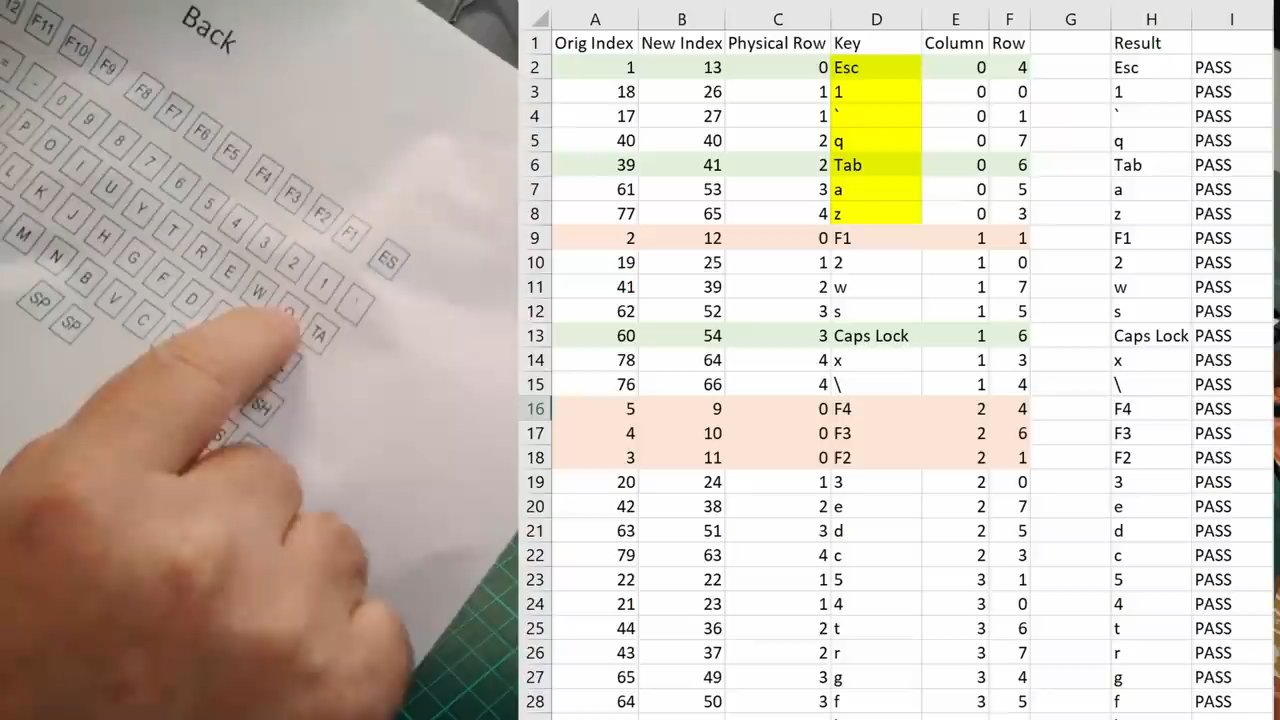 Back
12 F11 F10 F9 F8 F7 F6 F5 F4 F3 F2 F1 ES
= - 0 9 8 7 6 5 4 3 2 1 `
P O I U Y T R E W TA
L K J H G F D
M N B V C SH
SP SP
A B C D E F G H I
1 Orig Index New Index Physical Row Key Column Row Result
2 1 13 0 Esc 0 4 Esc PASS
3 18 26 1 1 0 0 1 PASS
4 17 27 1 ` 0 1 ` PASS
5 40 40 2 q 0 7 q PASS
6 39 41 2 Tab 0 6 Tab PASS
7 61 53 3 a 0 5 a PASS
8 77 65 4 z 0 3 z PASS
9 2 12 0 F1 1 1 F1 PASS
10 19 25 1 2 1 0 2 PASS
11 41 39 2 w 1 7 w PASS
12 62 52 3 s 1 5 s PASS
13 60 54 3 Caps Lock 1 6 Caps Lock PASS
14 78 64 4 x 1 3 x PASS
15 76 66 4 \ 1 4 \ PASS
16 5 9 0 F4 2 4 F4 PASS
17 4 10 0 F3 2 6 F3 PASS
18 3 11 0 F2 2 1 F2 PASS
19 20 24 1 3 2 0 3 PASS
20 42 38 2 e 2 7 e PASS
21 63 51 3 d 2 5 d PASS
22 79 63 4 c 2 3 c PASS
23 22 22 1 5 3 1 5 PASS
24 21 23 1 4 3 0 4 PASS
25 44 36 2 t 3 6 t PASS
26 43 37 2 r 3 7 r PASS
27 65 49 3 g 3 4 g PASS
28 64 50 3 f 3 5 f PASS